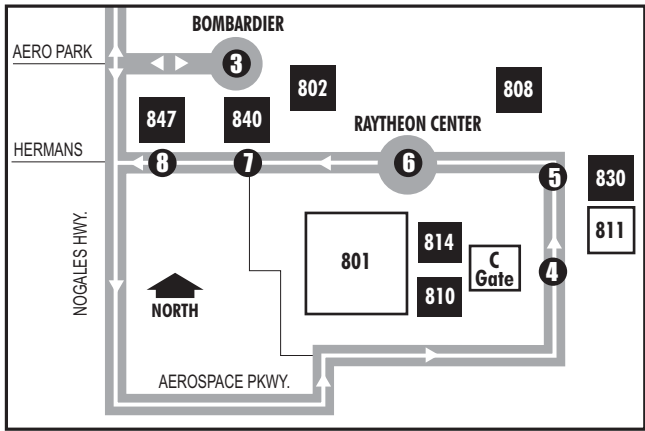 BOMBARDIER
AERO PARK
3
802
808
847
840
RAYTHEON CENTER
HERMANS
8
7
6
5
830
811
801
814
C
Gate
4
810
NOGALES HWY.
NORTH
AEROSPACE PKWY.